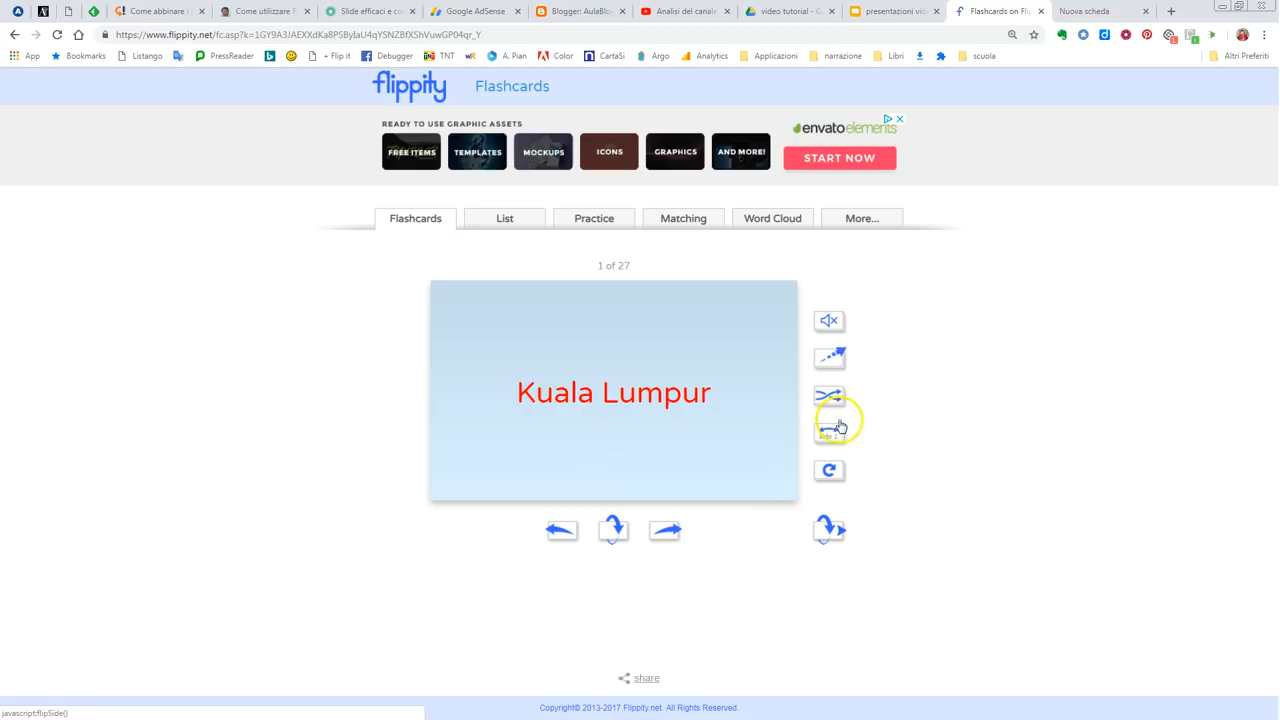 Come abbinare i
Come utilizzare F
Slide efficaci e co
Google AdSense
Blogger: AulaBlog
Analisi del canale
video tutorial - G
presentazioni vid
Flashcards on Flip
Nuova scheda
https://www.flippity.net/fc.asp?k=1GY9A3JAEXXdKa8PSByIaU4qYSNZBfXShVuwGP04qr_Y
App
Bookmarks
Listango
PressReader
+ Flip it
Debugger
TNT
A. Pian
Color
CartaSi
Argo
Analytics
Applicazioni
narrazione
Libri
scuola
Altri Preferiti
flippity
Flashcards
READY TO USE GRAPHIC ASSETS
FREE ITEMS
TEMPLATES
MOCKUPS
ICONS
GRAPHICS
AND MORE!
envatoelements
START NOW
Flashcards
List
Practice
Matching
Word Cloud
More...
1 of 27
Kuala Lumpur
side 1
share
Copyright© 2013-2017 Flippity.net. All Rights Reserved.
javascript:flipSide()